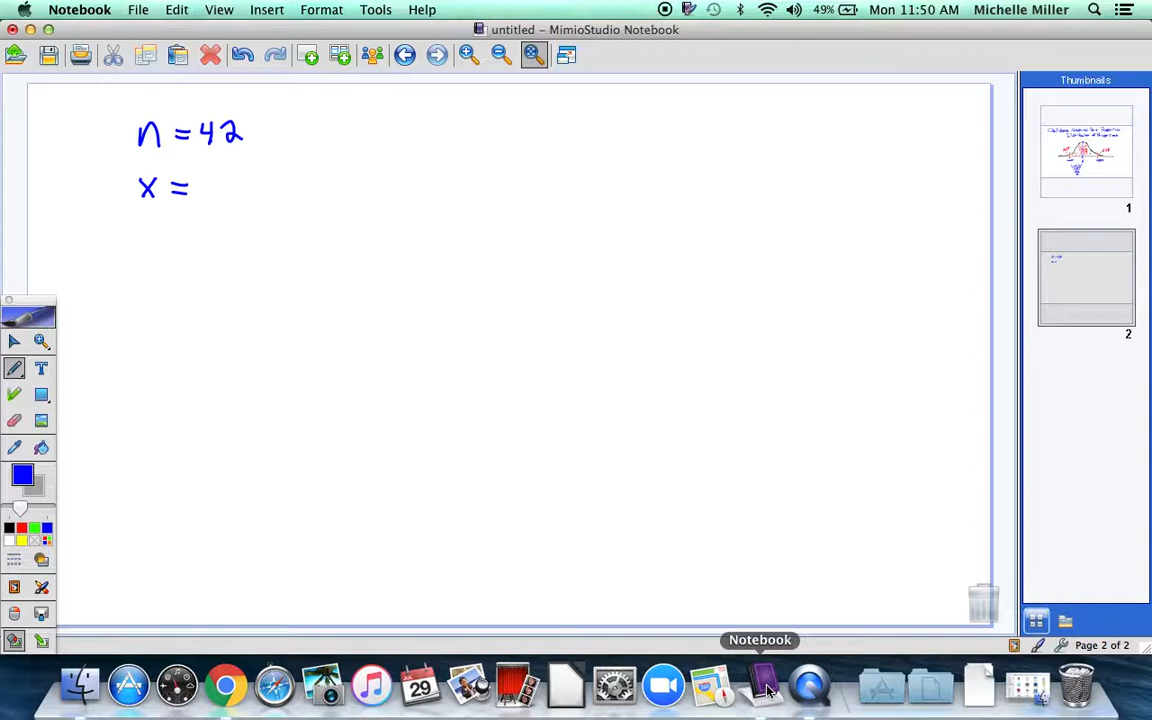 Notebook File Edit View Insert Format Tools Help 49% Mon 11:50 AM Michelle Miller
untitled - MimioStudio Notebook
Thumbnails
n = 42
x =
1
2
T
29
Notebook
Page 2 of 2